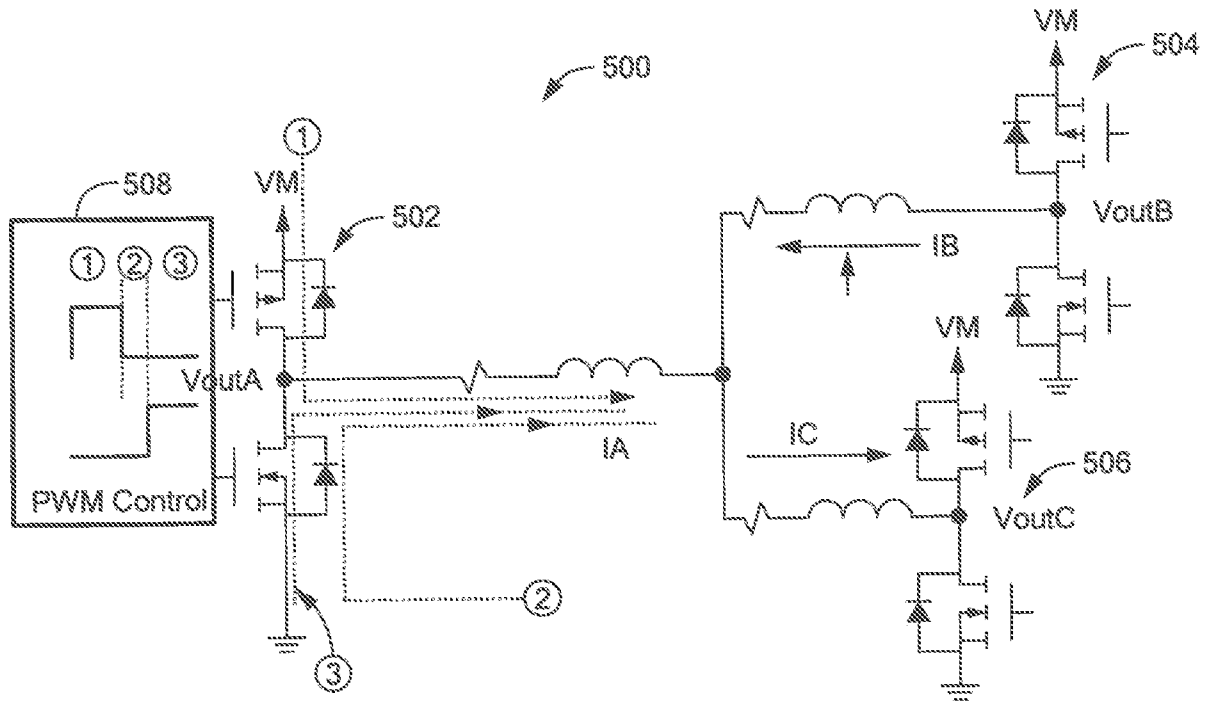 500
504
VM
①
508
VM
502
① ② ③
VoutB
IB
VoutA
VM
IA
IC
506
PWM Control
VoutC
②
③